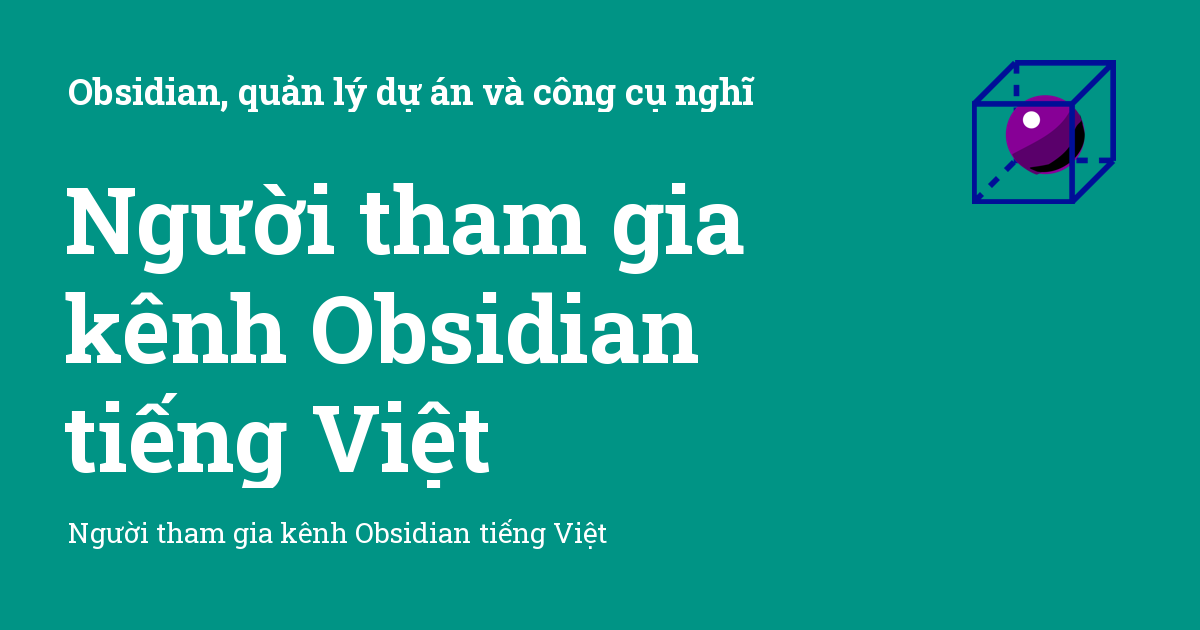 Obsidian, quản lý dự án và công cụ nghĩ
Người tham gia
kênh Obsidian
tiếng Việt
Người tham gia kênh Obsidian tiếng Việt